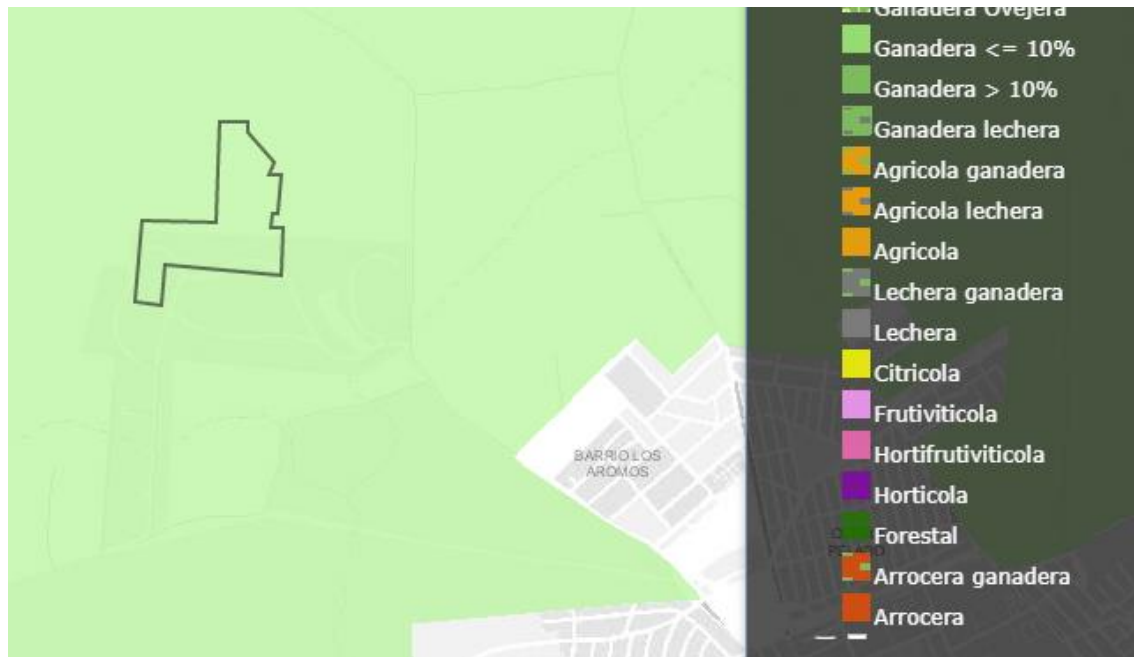 Ganadera Ovejera
Ganadera <= 10%
Ganadera > 10%
Ganadera lechera
Agricola ganadera
Agricola lechera
Agricola
Lechera ganadera
Lechera
Citricola
Frutiviticola
Hortifrutiviticola
Horticola
Forestal
Arrocera ganadera
Arrocera
BARRIO LOS
AROMOS